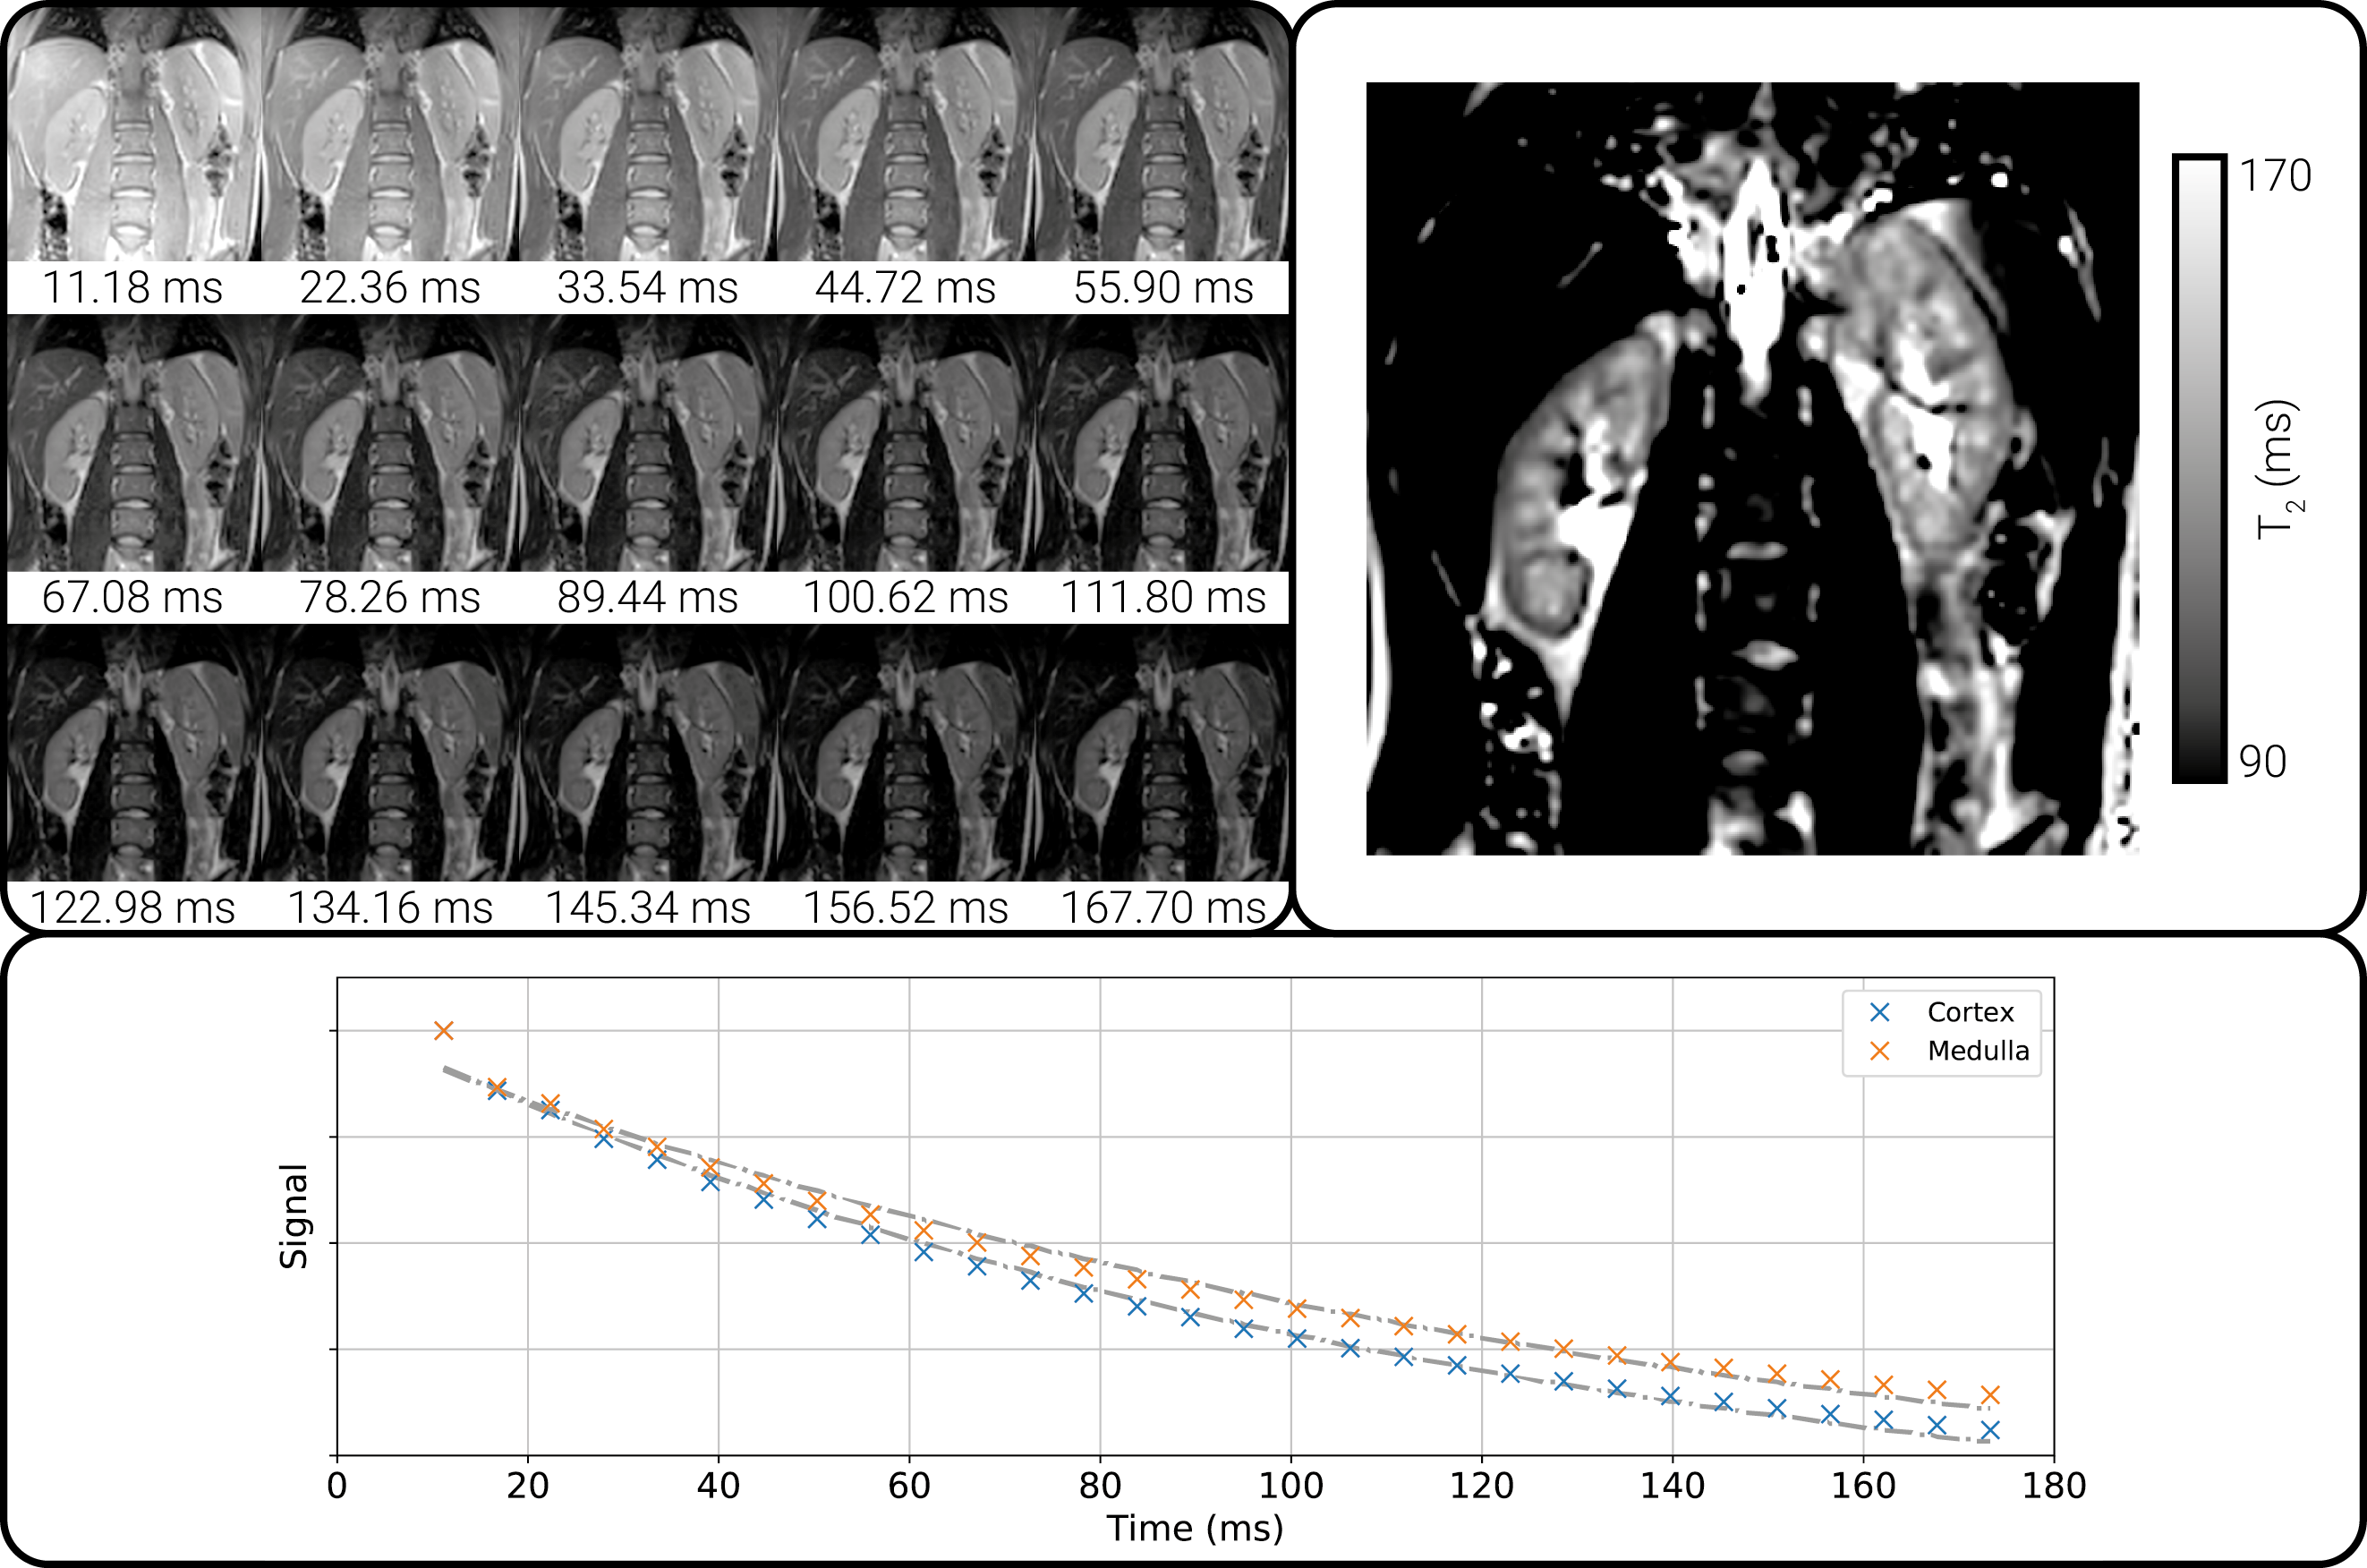 11.18 ms 22.36 ms 33.54 ms 44.72 ms 55.90 ms
67.08 ms 78.26 ms 89.44 ms 100.62 ms 111.80 ms
122.98 ms 134.16 ms 145.34 ms 156.52 ms 167.70 ms
170
T₂ (ms)
90
Cortex
Medulla
Signal
0 20 40 60 80 100 120 140 160 180
Time (ms)